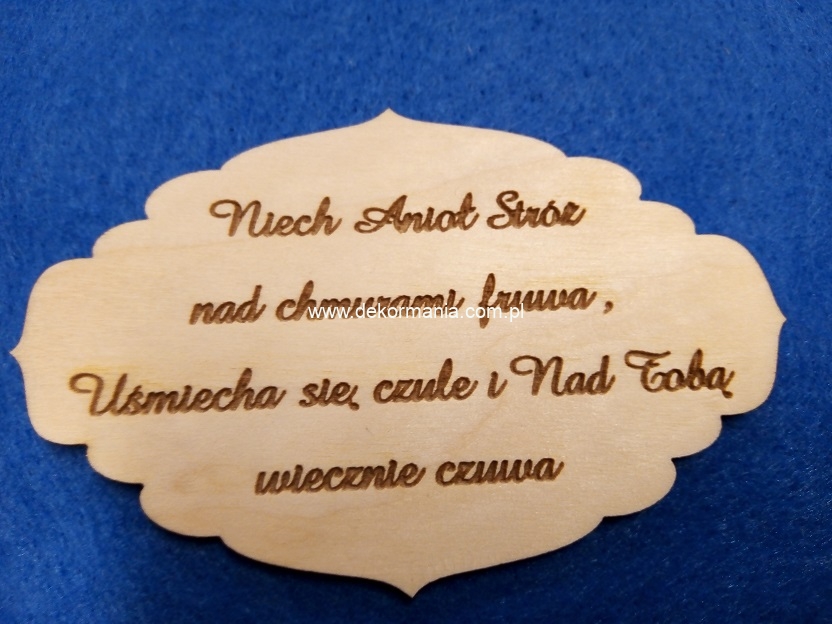 Niech Anioł Stróż
nad chmurami fruwa,
www.dekormania.com.pl
Uśmiecha się czule i Nad Tobą
wiecznie czuwa